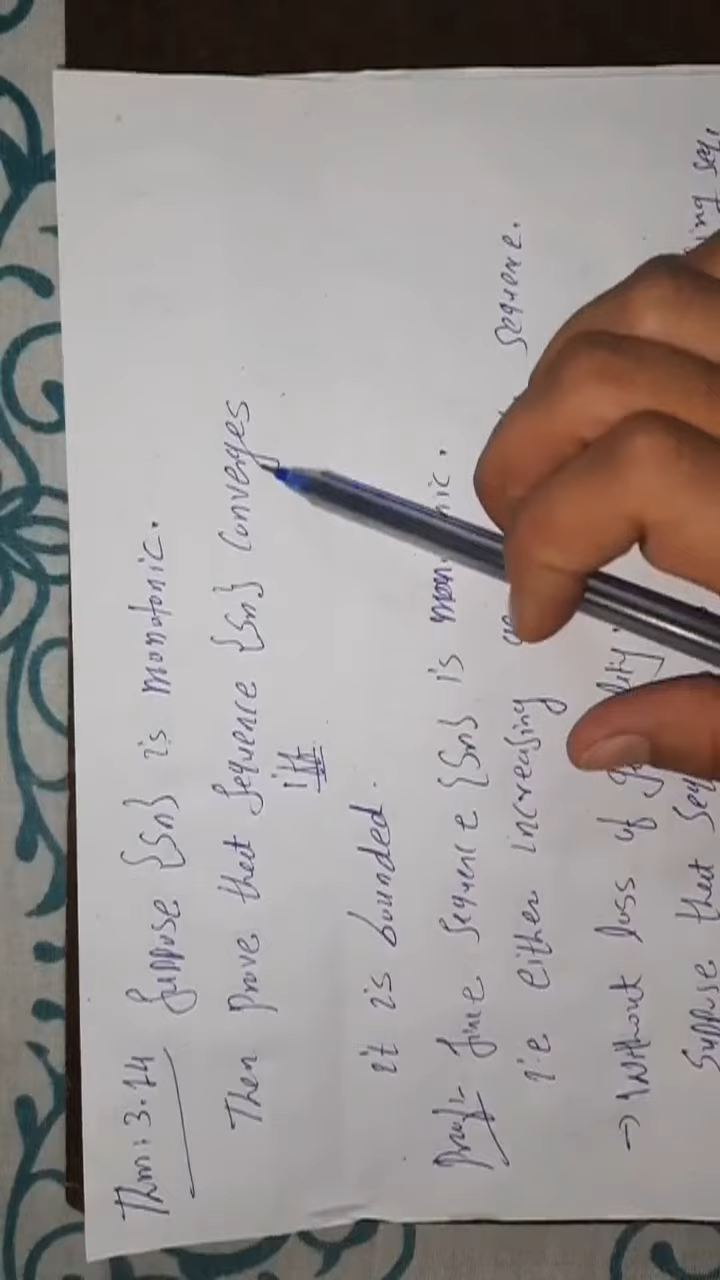 Thm: 3.14 Suppose {Sn} is monotonic.
Then Prove that Sequence {Sn} Converges
iff
it is bounded.
Proof:- Since Sequence {Sn} is
i.e either increasing sequence.
→ Without loss of
Suppose that seq,